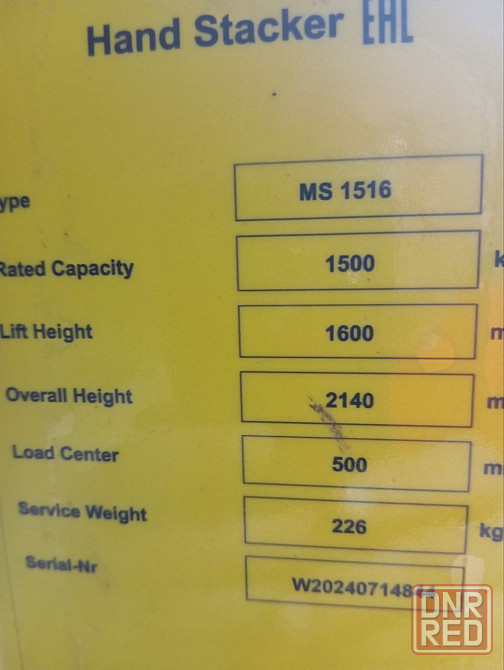 Hand Stacker EAC
ype MS 1516
Rated Capacity 1500 k
Lift Height 1600 m
Overall Height 2140 m
Load Center 500 m
Service Weight 226 kg
Serial-Nr
DNR
RED